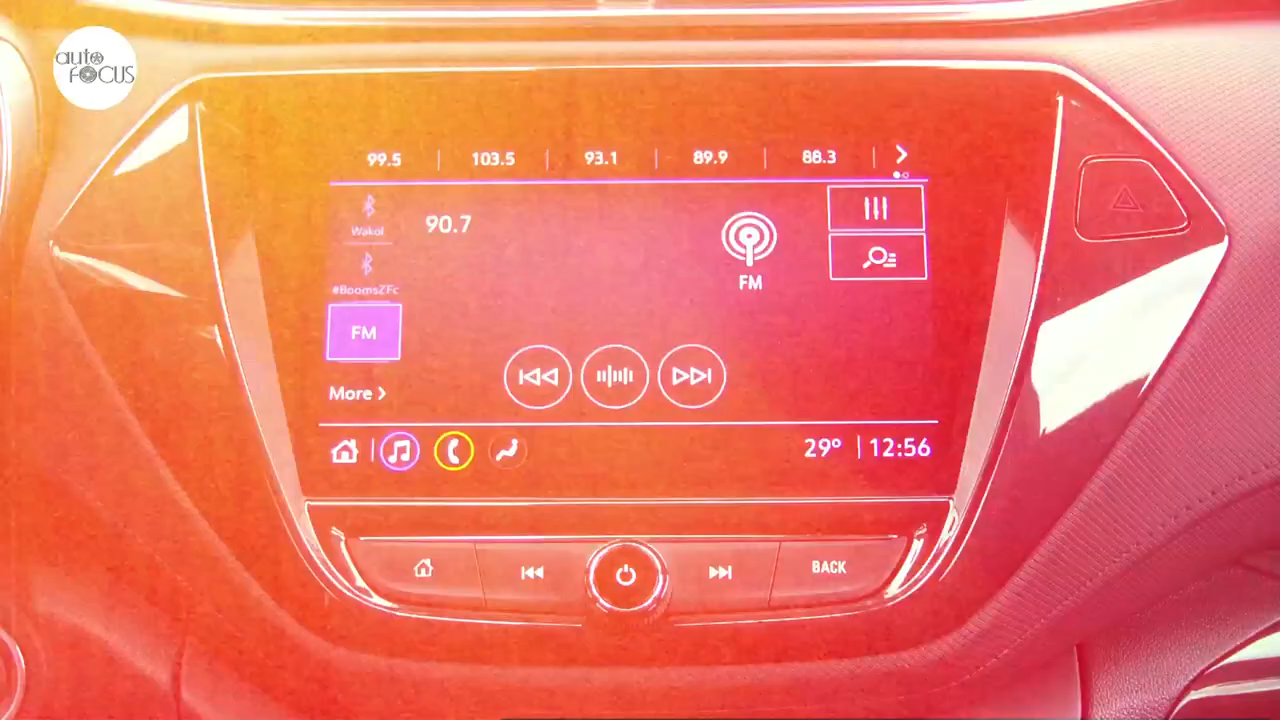 auto
FOCUS
99.5 | 103.5 | 93.1 | 89.9 | 88.3
Wakol
90.7
#BoomsZFc
FM
FM
More
29° | 12:56
BACK